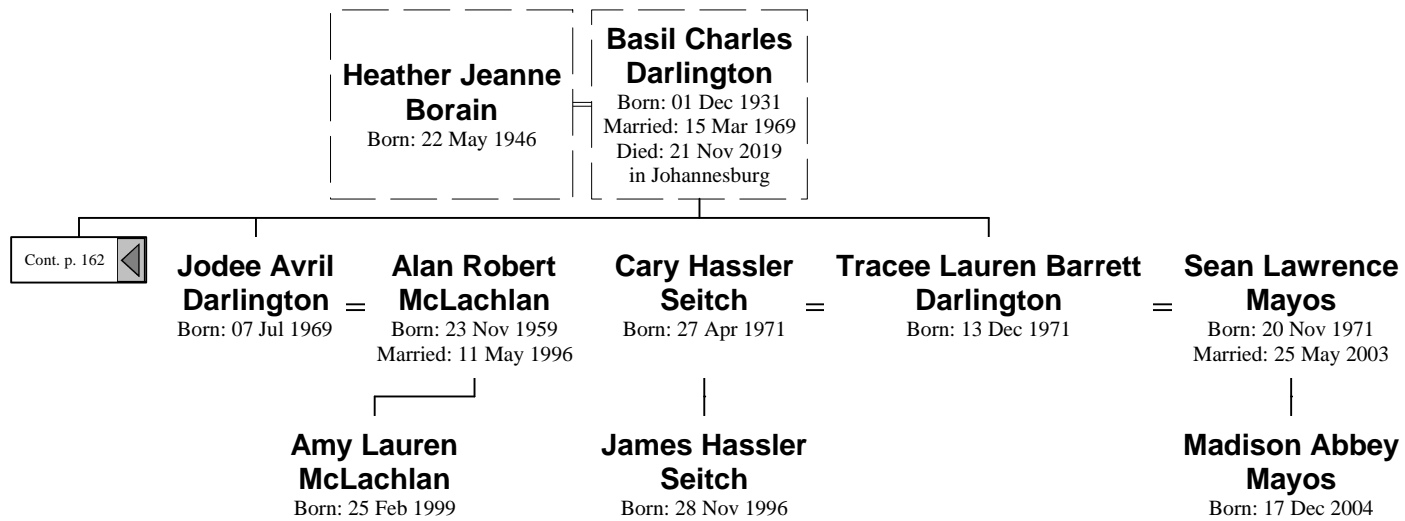 Heather Jeanne
Borain
Born: 22 May 1946
Basil Charles
Darlington
Born: 01 Dec 1931
Married: 15 Mar 1969
Died: 21 Nov 2019
in Johannesburg
Cont. p. 162
Jodee Avril
Darlington
Born: 07 Jul 1969
=
Alan Robert
McLachlan
Born: 23 Nov 1959
Married: 11 May 1996
Cary Hassler
Seitch
Born: 27 Apr 1971
=
Tracee Lauren Barrett
Darlington
Born: 13 Dec 1971
=
Sean Lawrence
Mayos
Born: 20 Nov 1971
Married: 25 May 2003
Amy Lauren
McLachlan
Born: 25 Feb 1999
James Hassler
Seitch
Born: 28 Nov 1996
Madison Abbey
Mayos
Born: 17 Dec 2004